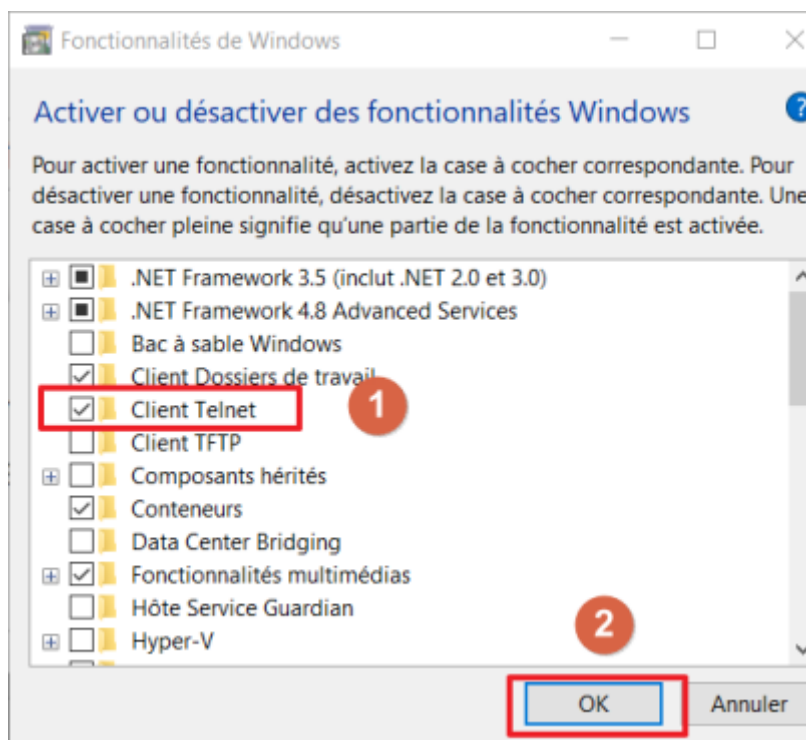 Fonctionnalités de Windows
Activer ou désactiver des fonctionnalités Windows
?
Pour activer une fonctionnalité, activez la case à cocher correspondante. Pour
désactiver une fonctionnalité, désactivez la case à cocher correspondante. Une
case à cocher pleine signifie qu'une partie de la fonctionnalité est activée.
.NET Framework 3.5 (inclut .NET 2.0 et 3.0)
.NET Framework 4.8 Advanced Services
Bac à sable Windows
Client Dossiers de travail
Client Telnet
1
Client TFTP
Composants hérités
Conteneurs
Data Center Bridging
Fonctionnalités multimédias
Hôte Service Guardian
Hyper-V
2
OK
Annuler